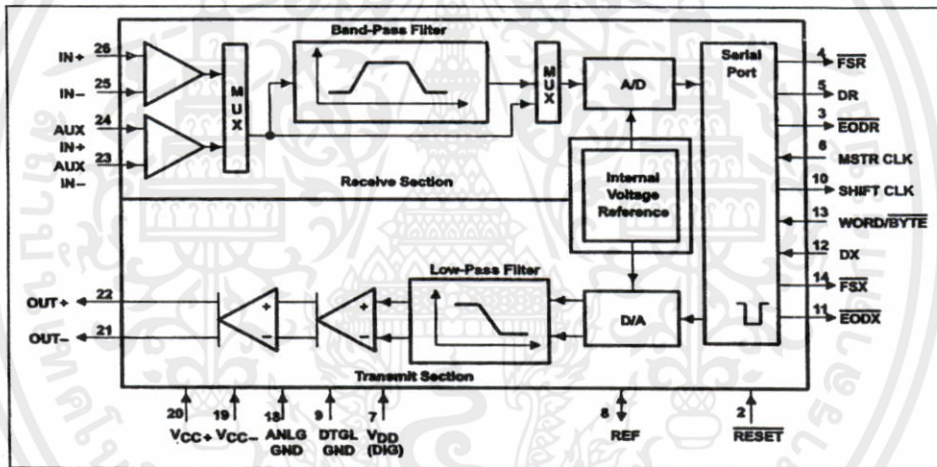 Band-Pass Filter
IN+ 26
IN– 25
AUX IN+ 24
AUX IN– 23
MUX
MUX
A/D
Serial Port
4 FSR
5 DR
3 EODR
6 MSTR CLK
10 SHIFT CLK
13 WORD/BYTE
12 DX
14 FSX
11 EODX
Receive Section
Internal Voltage Reference
Low-Pass Filter
OUT+ 22
OUT– 21
+
–
+
–
D/A
Transmit Section
20 19 18 9 7 8 2
VCC+ VCC– ANLG GND DTGL GND VDD (DIG) REF RESET